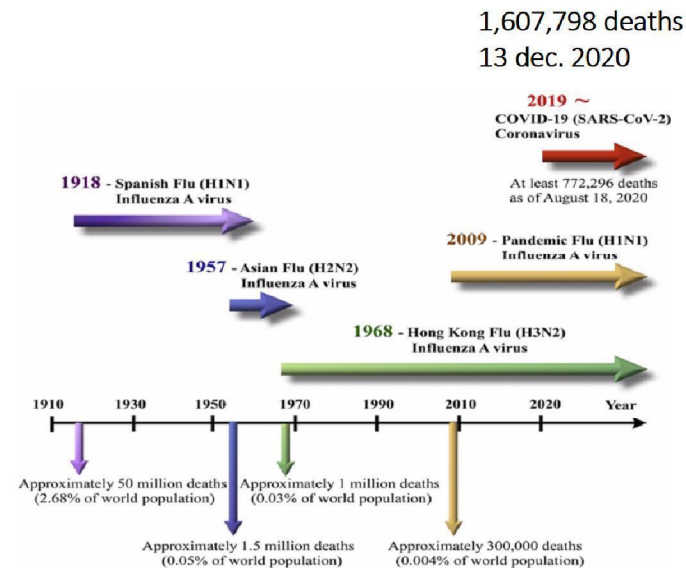 1,607,798 deaths
13 dec. 2020
2019 ~
COVID-19 (SARS-CoV-2)
Coronavirus
At least 772,296 deaths
as of August 18, 2020
1918 - Spanish Flu (H1N1)
Influenza A virus
2009 - Pandemic Flu (H1N1)
Influenza A virus
1957 - Asian Flu (H2N2)
Influenza A virus
1968 - Hong Kong Flu (H3N2)
Influenza A virus
1910 1930 1950 1970 1990 2010 2020 Year
Approximately 50 million deaths
(2.68% of world population)
Approximately 1 million deaths
(0.03% of world population)
Approximately 1.5 million deaths
(0.05% of world population)
Approximately 300,000 deaths
(0.004% of world population)